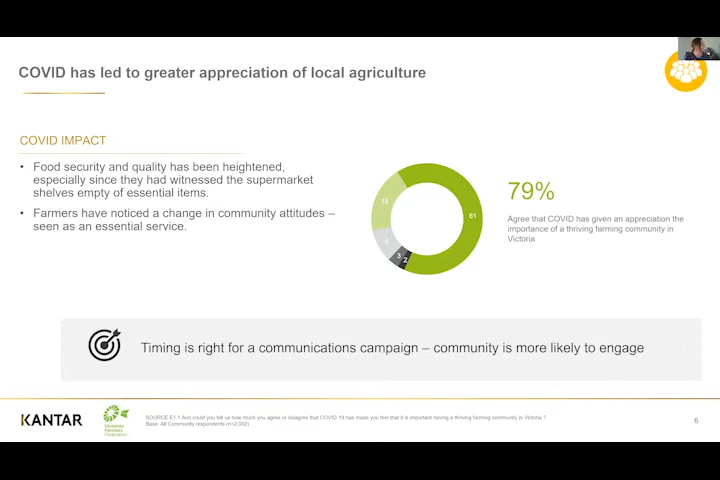 COVID has led to greater appreciation of local agriculture
COVID IMPACT
• Food security and quality has been heightened,
especially since they had witnessed the supermarket
shelves empty of essential items.
• Farmers have noticed a change in community attitudes –
seen as an essential service.
18
61
3
2
79%
Agree that COVID has given an appreciation the
importance of a thriving farming community in
Victoria
Timing is right for a communications campaign – community is more likely to engage
KANTAR
Victorian
Farmers
Federation
SOURCE E1.1 And could you tell us how much you agree or disagree that COVID-19 has made you feel that it is important having a thriving farming community in Victoria ?
Base: All Community respondents (n=2,002)
6